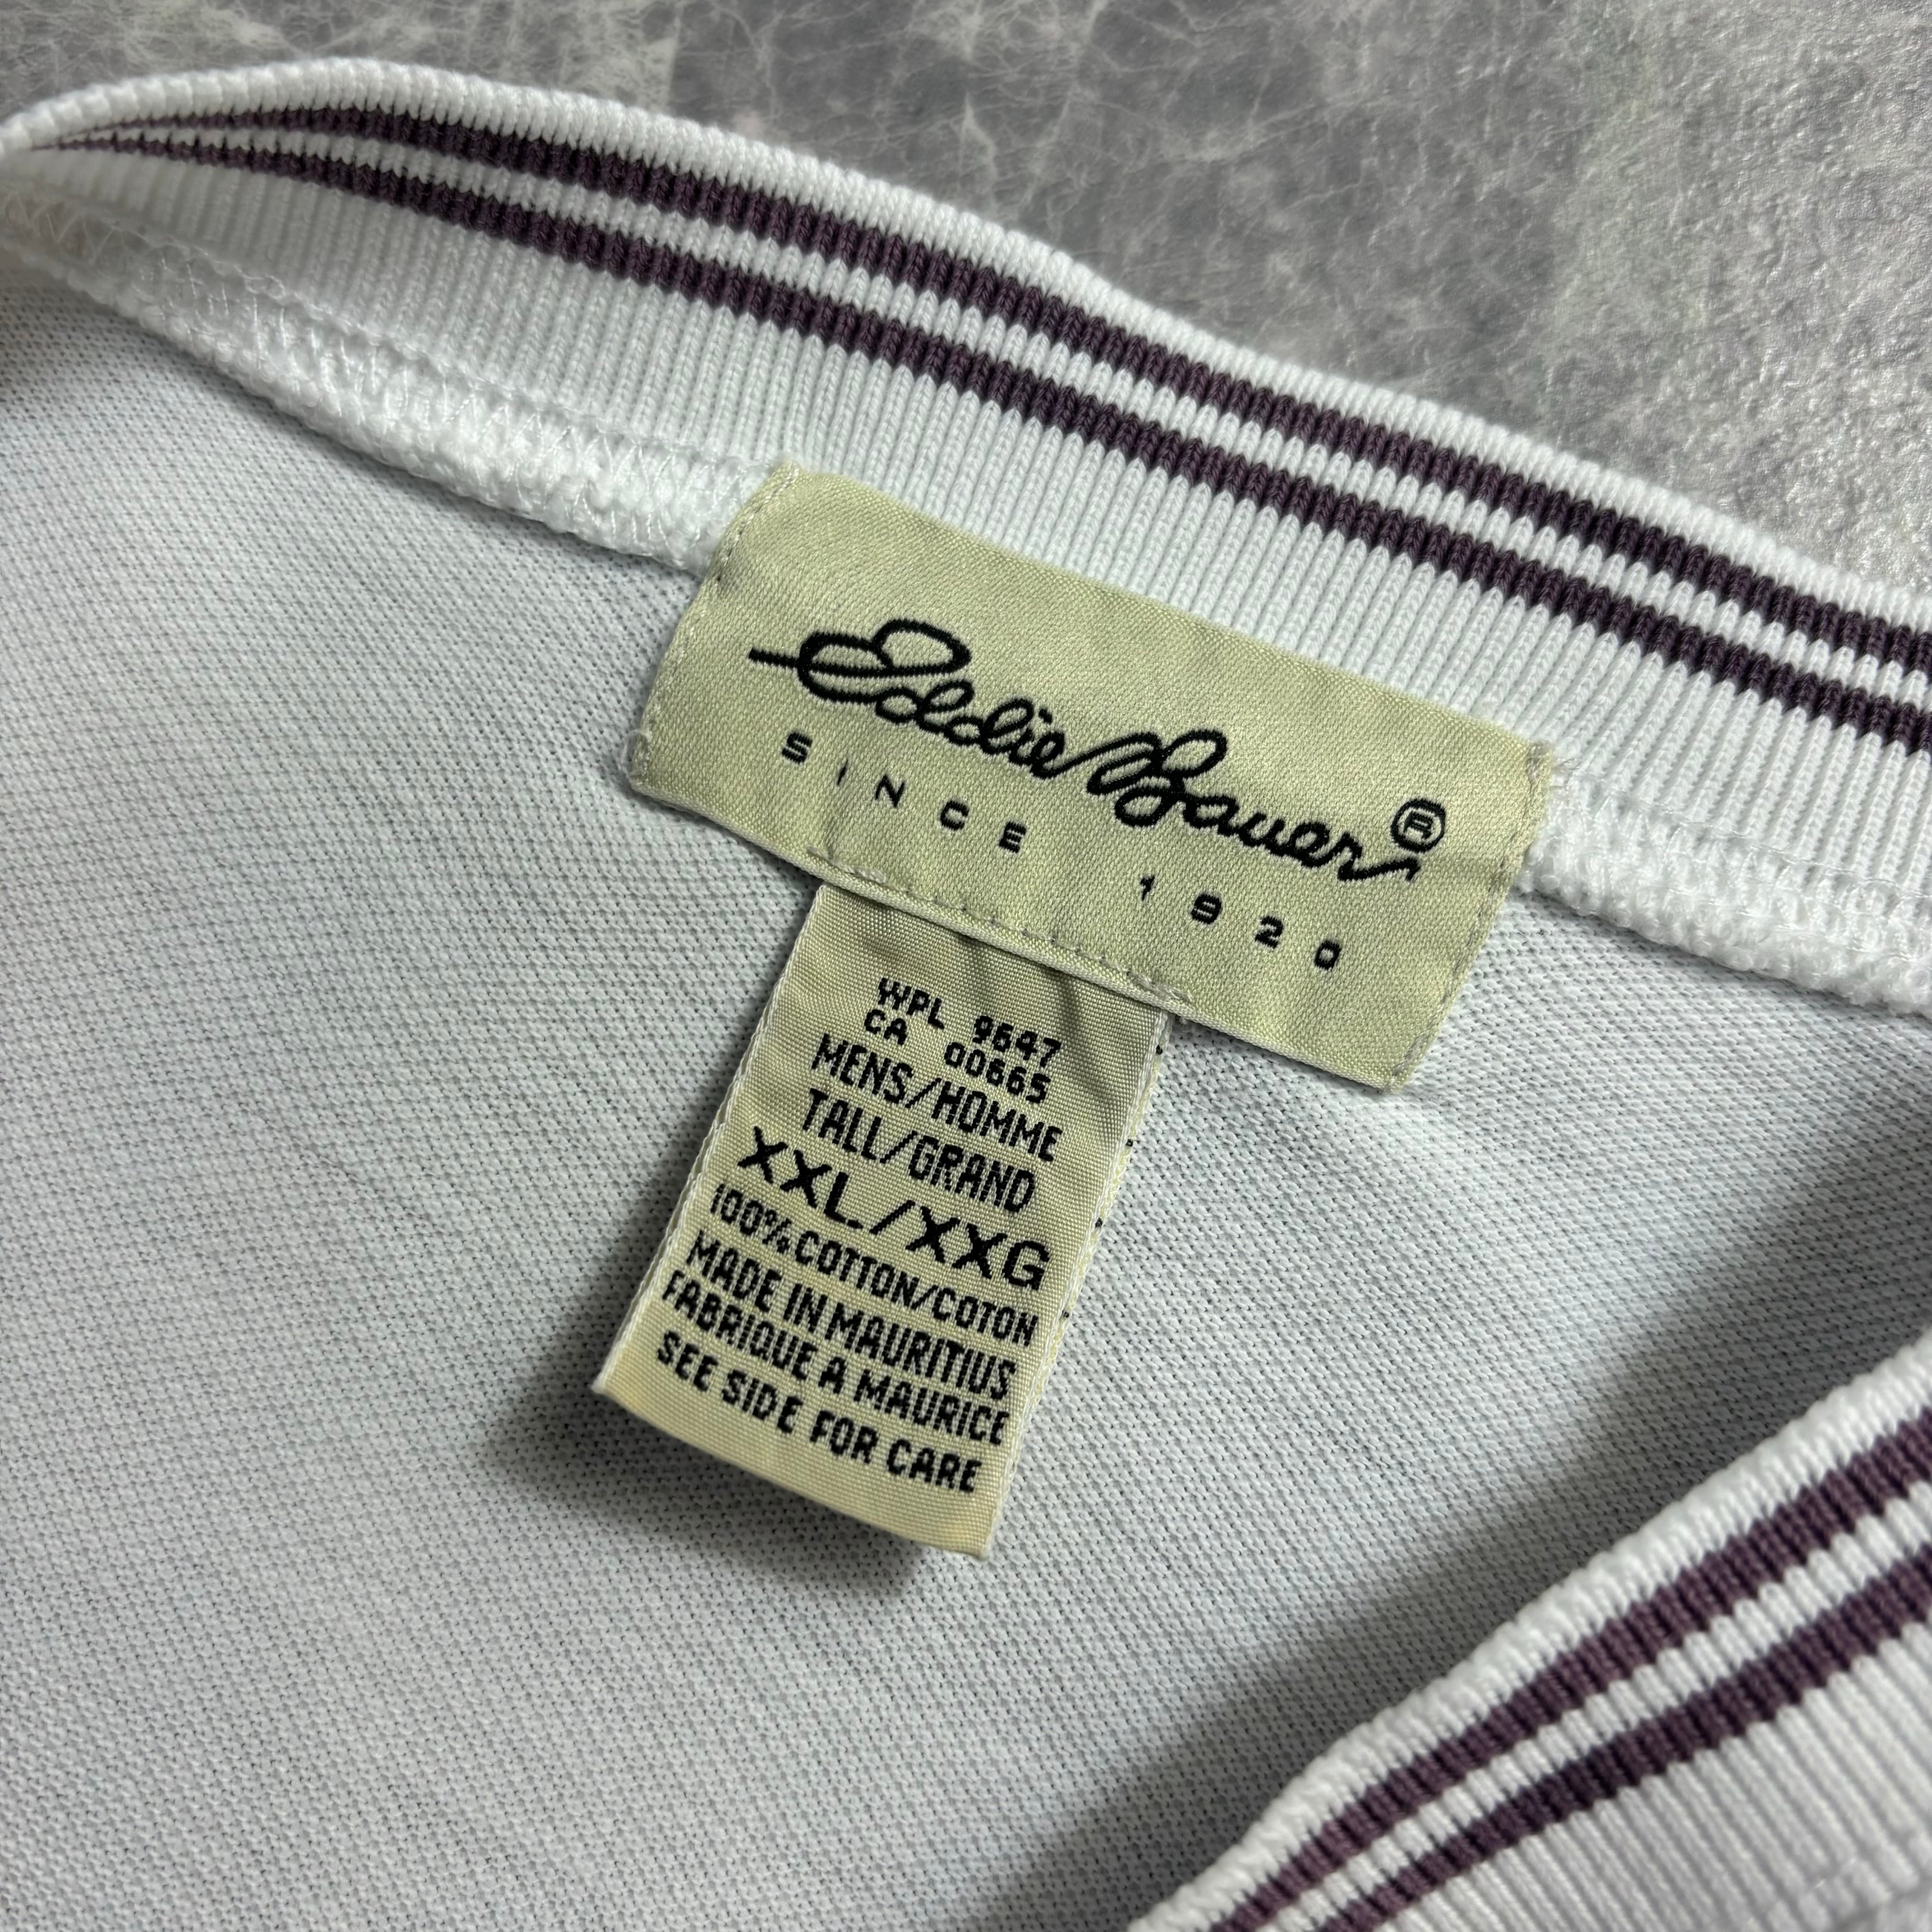 Eddie Bauer®
SINCE 1920
WPL 9647
CA 00665
MENS/HOMME
TALL/GRAND
XXL/XXG
100% COTTON/COTON
MADE IN MAURITIUS
FABRIQUE A MAURICE
SEE SIDE FOR CARE